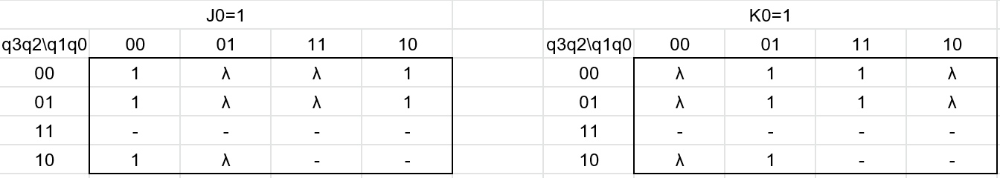 J0=1 K0=1
q3q2\q1q0 00 01 11 10 q3q2\q1q0 00 01 11 10
00 1 λ λ 1 00 λ 1 1 λ
01 1 λ λ 1 01 λ 1 1 λ
11 - - - - 11 - - - -
10 1 λ - - 10 λ 1 - -